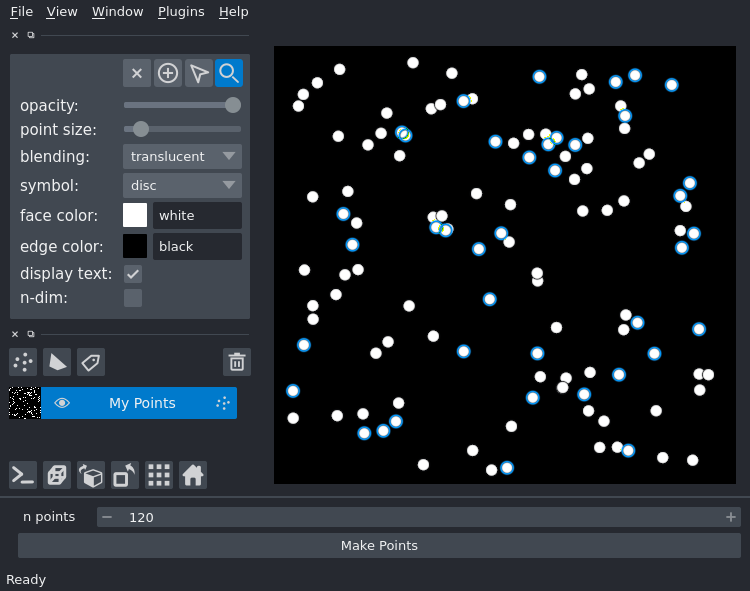 File View Window Plugins Help
opacity:
point size:
blending: translucent
symbol: disc
face color: white
edge color: black
display text:
n-dim:
My Points
n points 120
Make Points
Ready